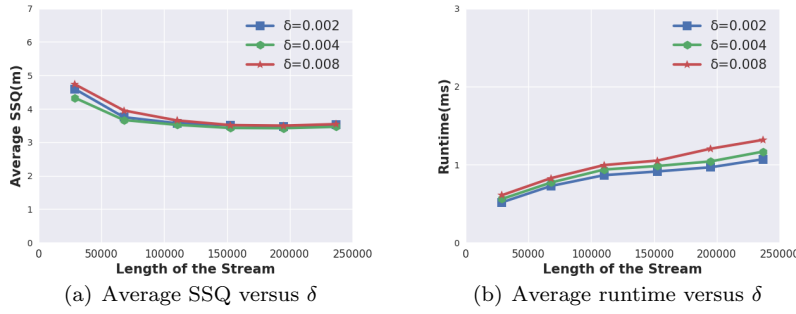 7
6
5
4
3
2
1
0
Average SSQ(m)
δ=0.002
δ=0.004
δ=0.008
0 50000 100000 150000 200000 250000
Length of the Stream
(a) Average SSQ versus δ
3
2
1
0
Runtime(ms)
δ=0.002
δ=0.004
δ=0.008
0 50000 100000 150000 200000 250000
Length of the Stream
(b) Average runtime versus δ